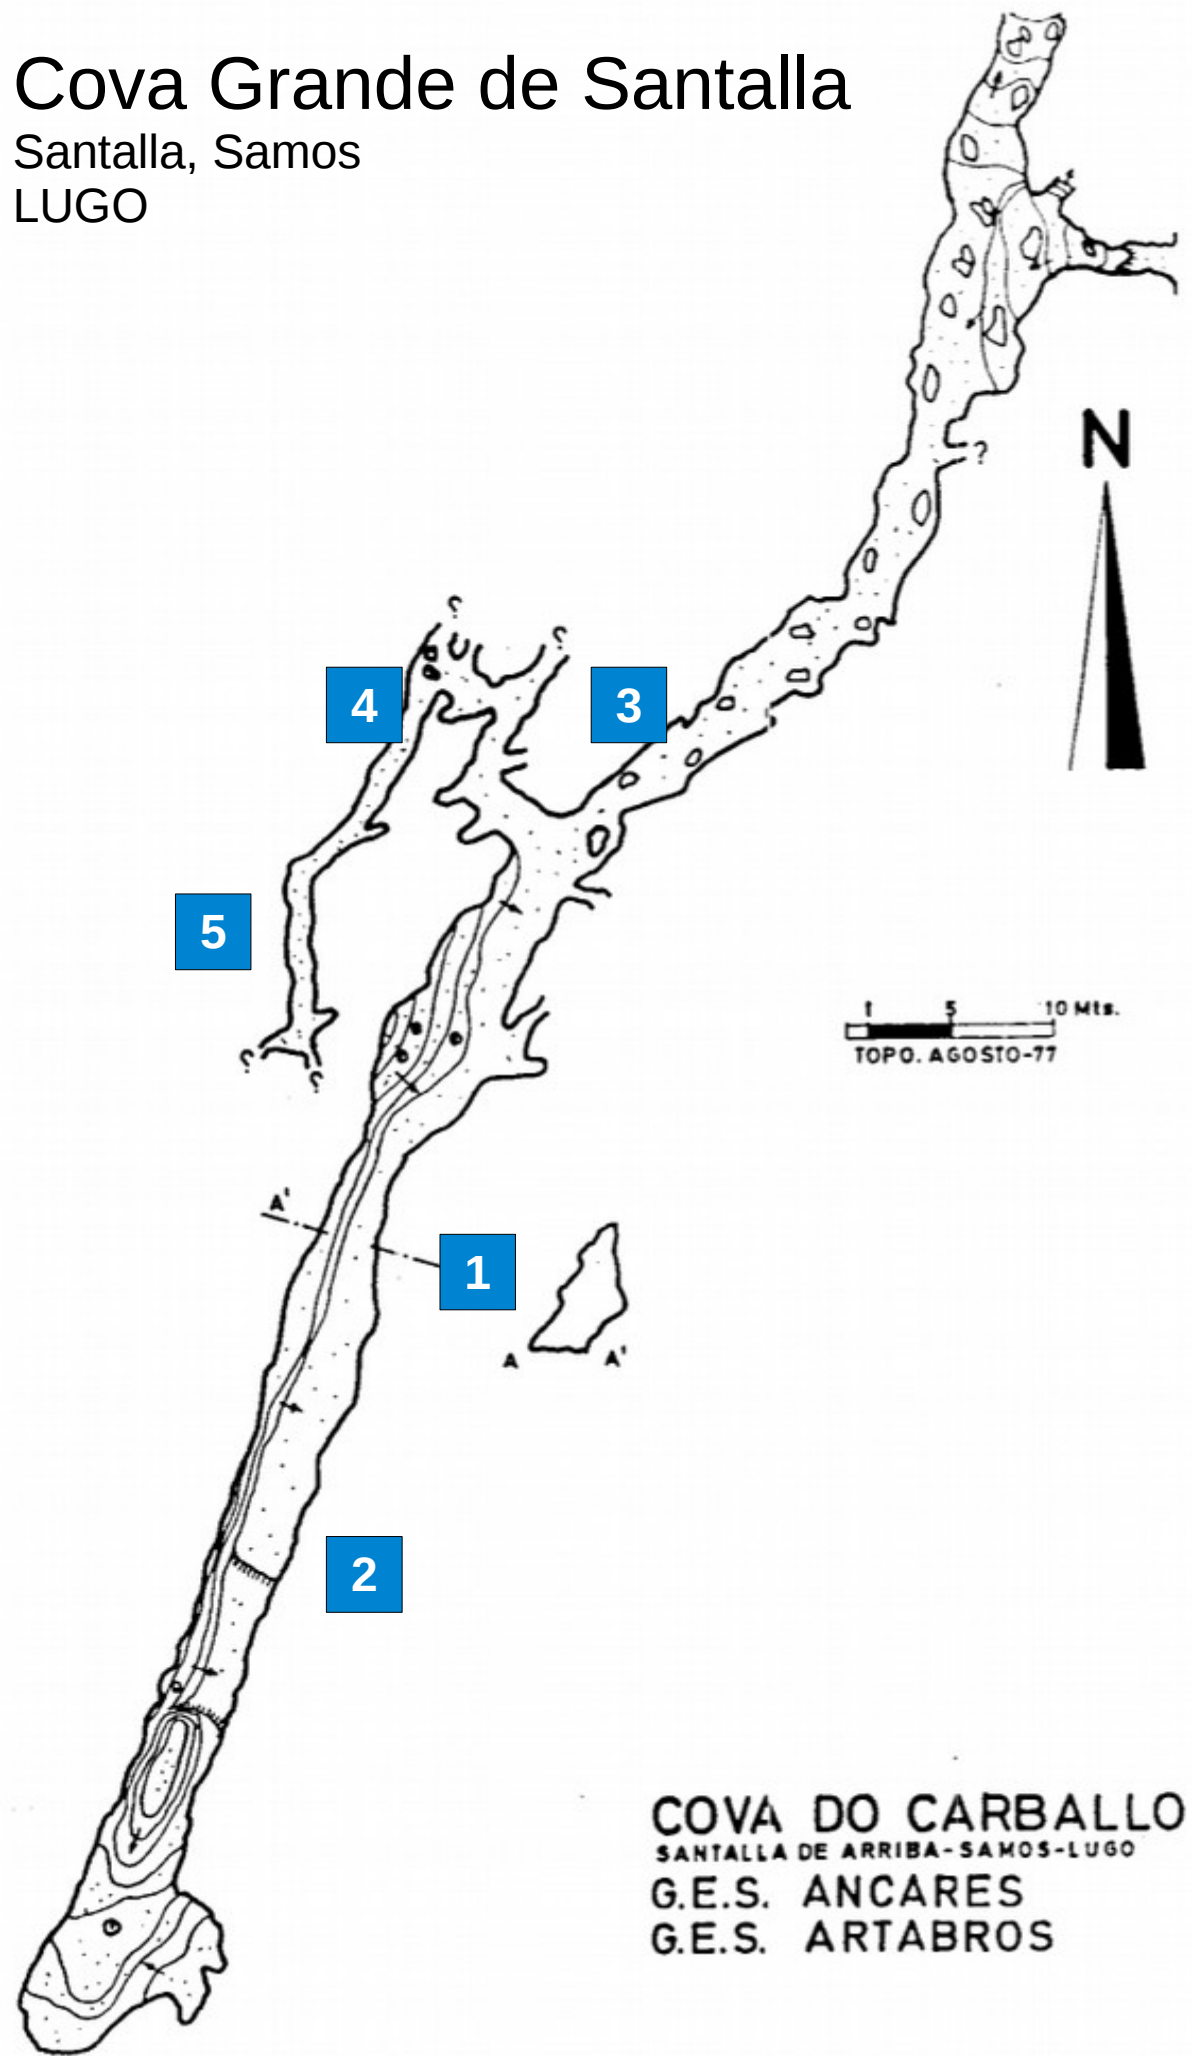 Cova Grande de Santalla
Santalla, Samos
LUGO
N
?
?
?
4
3
5
1 5 10 Mts.
TOPO. AGOSTO-77
?
?
A'
1
A A'
2
COVA DO CARBALLO
SANTALLA DE ARRIBA-SAMOS-LUGO
G.E.S. ANCARES
G.E.S. ARTABROS